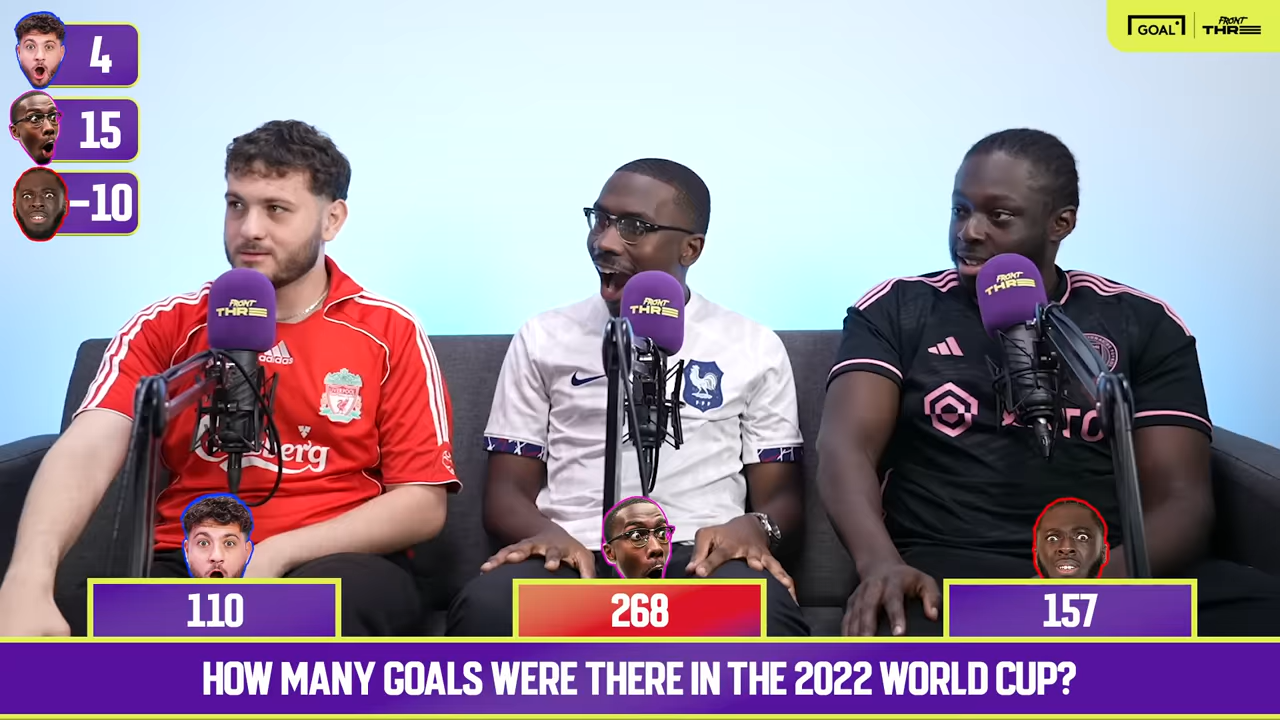 4
15
-10
GOAL
FRONT
THREE
FRONT
THREE
FRONT
THREE
FRONT
THREE
adidas
Carlsberg
FFF
110
268
157
HOW MANY GOALS WERE THERE IN THE 2022 WORLD CUP?